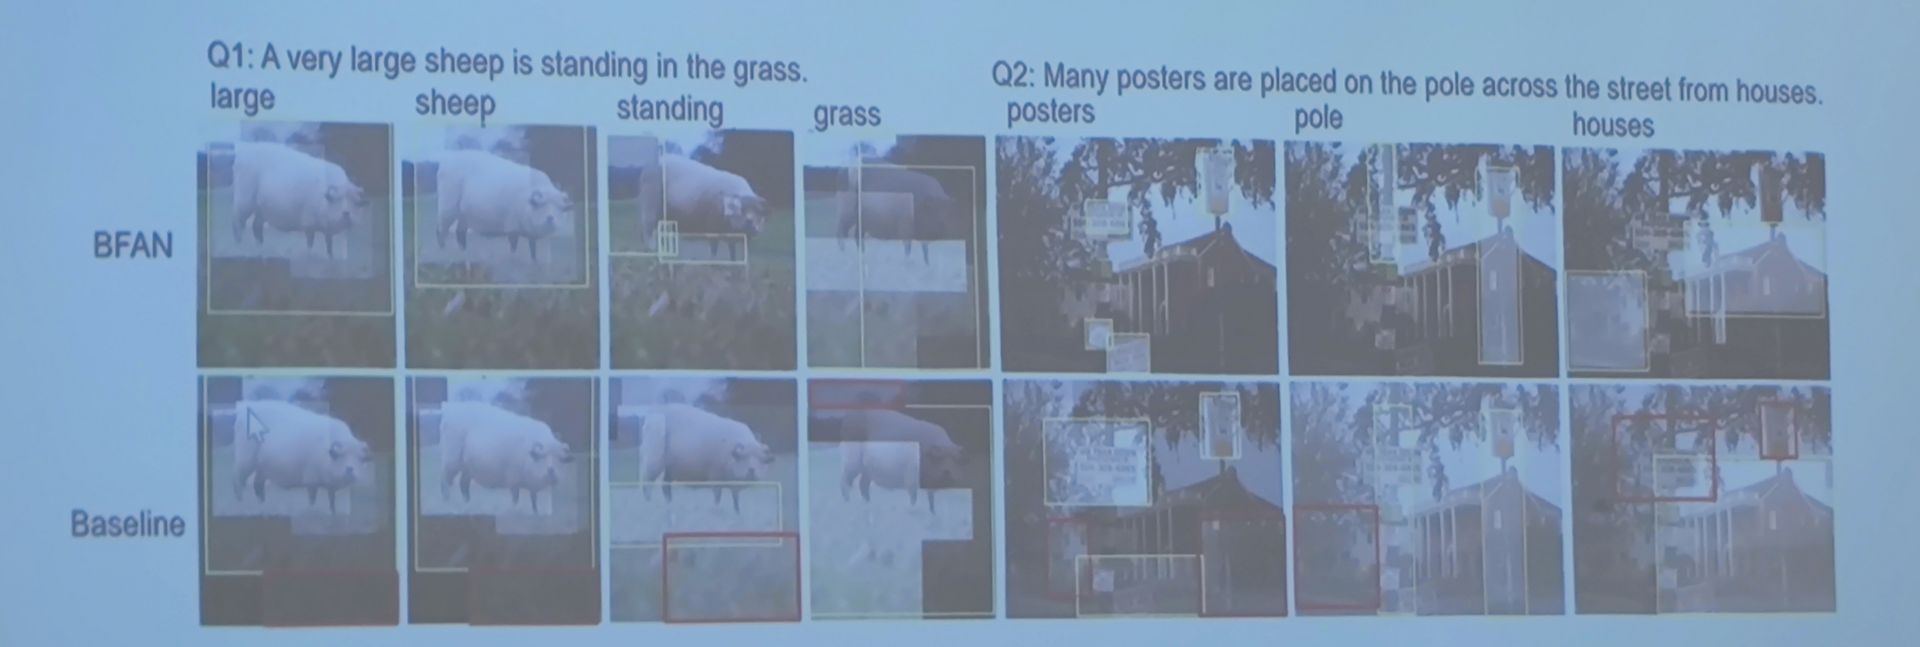 Q1: A very large sheep is standing in the grass.
large sheep standing grass
Q2: Many posters are placed on the pole across the street from houses.
posters pole houses
BFAN
Baseline